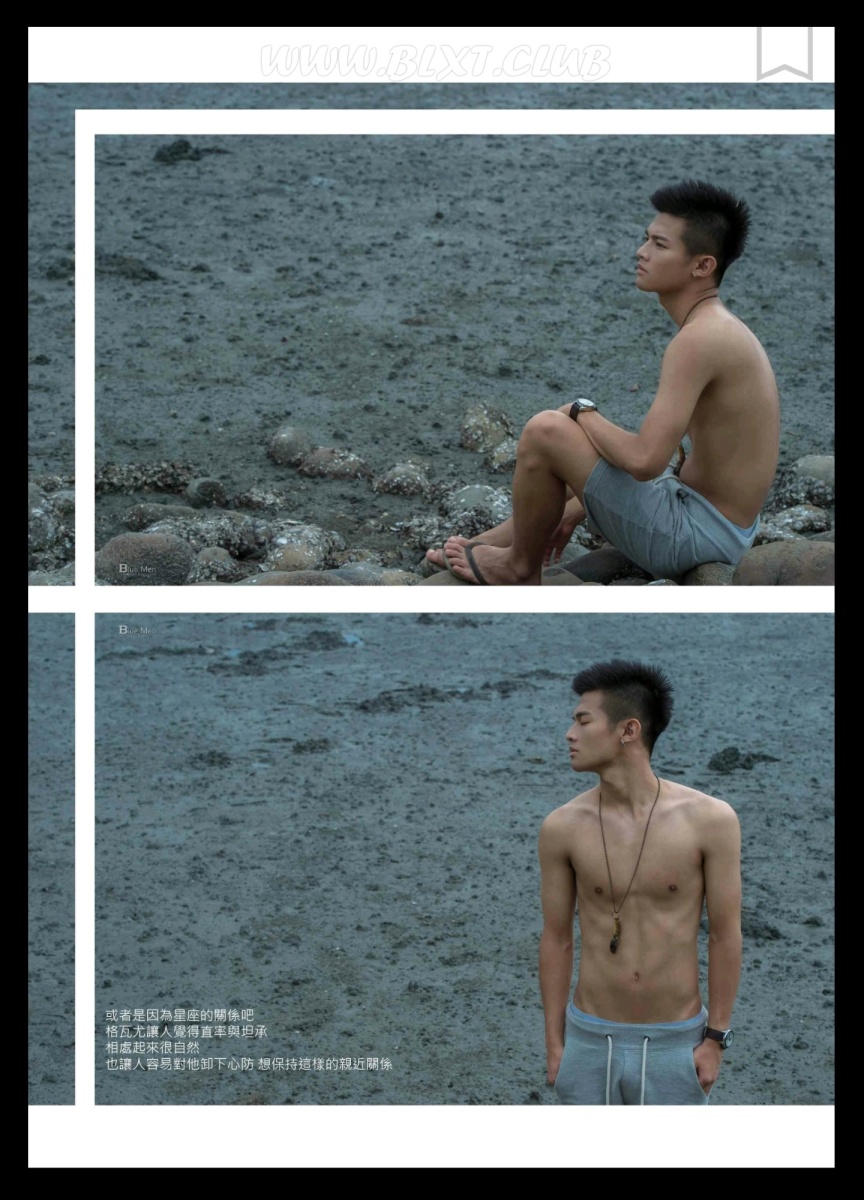 WWW.BLXT.CLUB
Blue Men
Blue Men
或者是因為星座的關係吧
格瓦尤讓人覺得直率與坦承
相處起來很自然
也讓人容易對他卸下心防 想保持這樣的親近關係